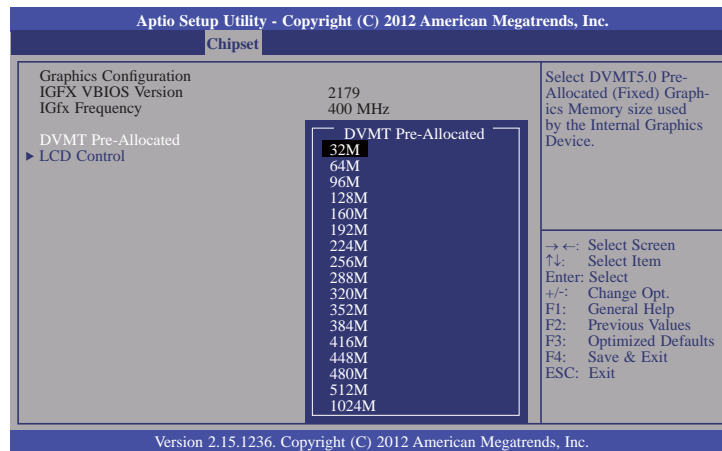 Aptio Setup Utility - Copyright (C) 2012 American Megatrends, Inc.
Chipset
Graphics Configuration
IGFX VBIOS Version 2179
IGfx Frequency 400 MHz
DVMT Pre-Allocated
▶ LCD Control
DVMT Pre-Allocated
32M
64M
96M
128M
160M
192M
224M
256M
288M
320M
352M
384M
416M
448M
480M
512M
1024M
Select DVMT5.0 Pre-
Allocated (Fixed) Graph-
ics Memory size used
by the Internal Graphics
Device.
→←: Select Screen
↑↓: Select Item
Enter: Select
+/-: Change Opt.
F1: General Help
F2: Previous Values
F3: Optimized Defaults
F4: Save & Exit
ESC: Exit
Version 2.15.1236. Copyright (C) 2012 American Megatrends, Inc.